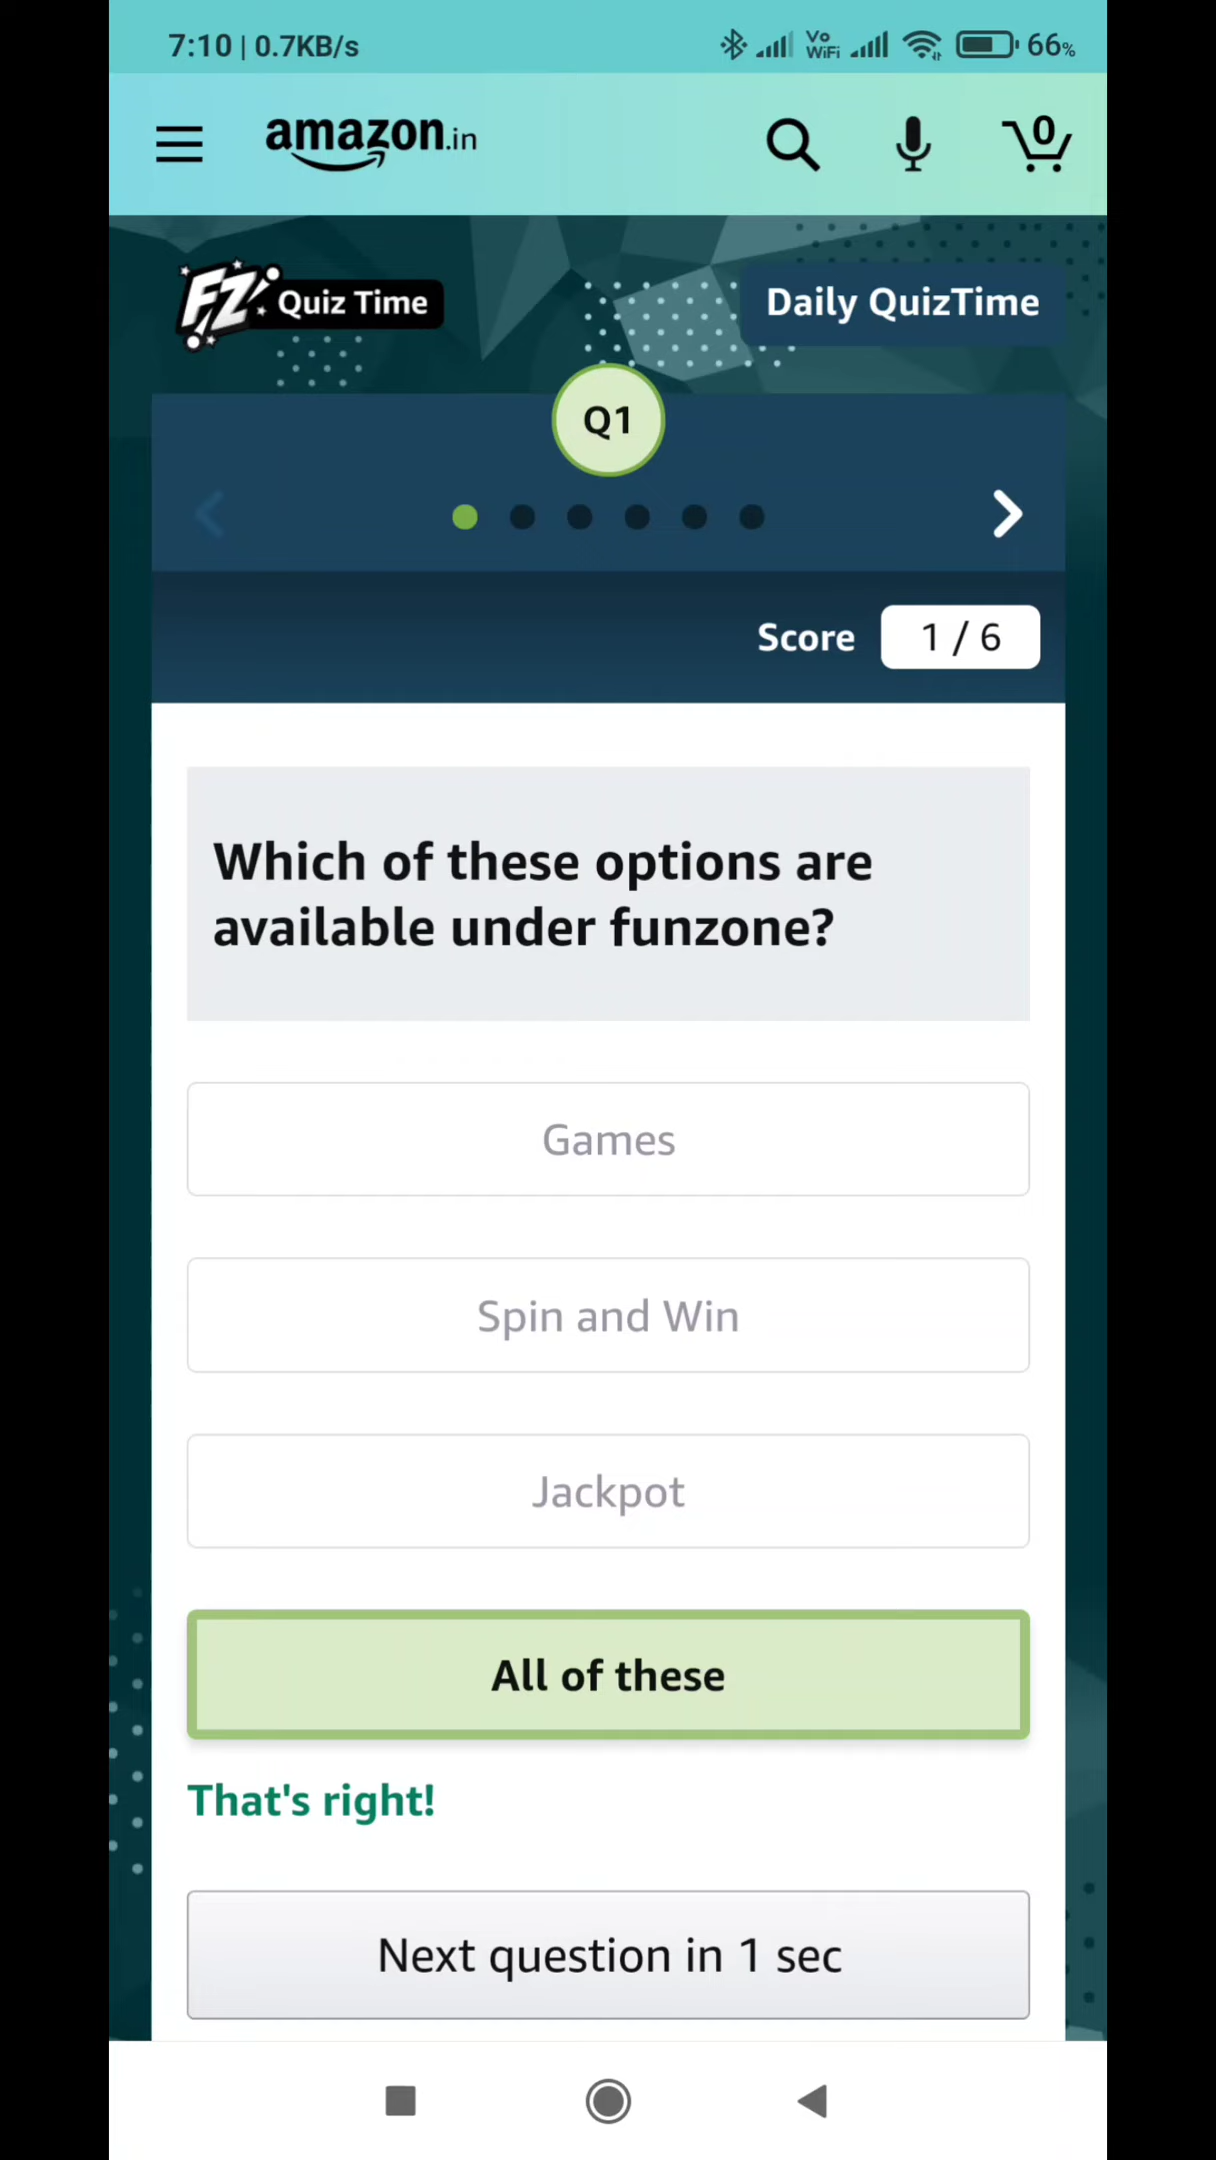 7:10 | 0.7KB/s Vo WiFi 66%
amazon.in 0
FZ Quiz Time Daily QuizTime
Q1
Score 1 / 6
Which of these options are
available under funzone?
Games
Spin and Win
Jackpot
All of these
That's right!
Next question in 1 sec